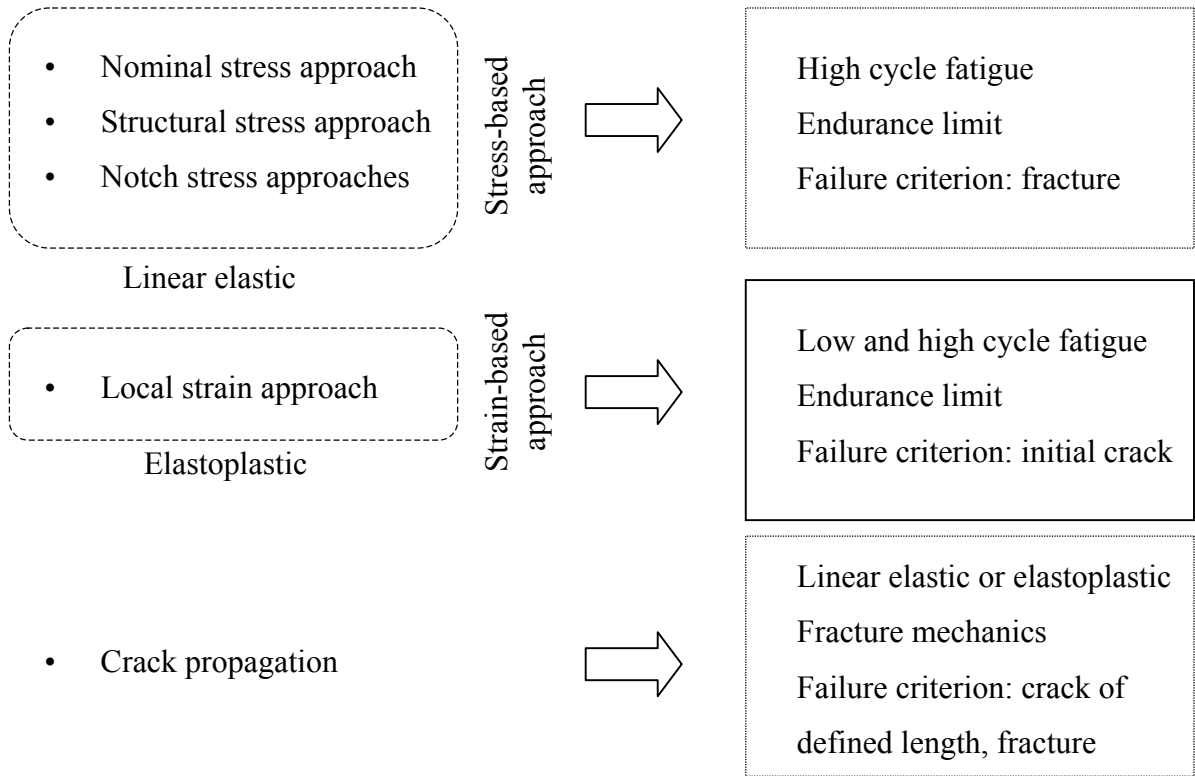 • Nominal stress approach
• Structural stress approach
• Notch stress approaches
Linear elastic
Stress-based
approach
High cycle fatigue
Endurance limit
Failure criterion: fracture
• Local strain approach
Elastoplastic
Strain-based
approach
Low and high cycle fatigue
Endurance limit
Failure criterion: initial crack
• Crack propagation
Linear elastic or elastoplastic
Fracture mechanics
Failure criterion: crack of
defined length, fracture